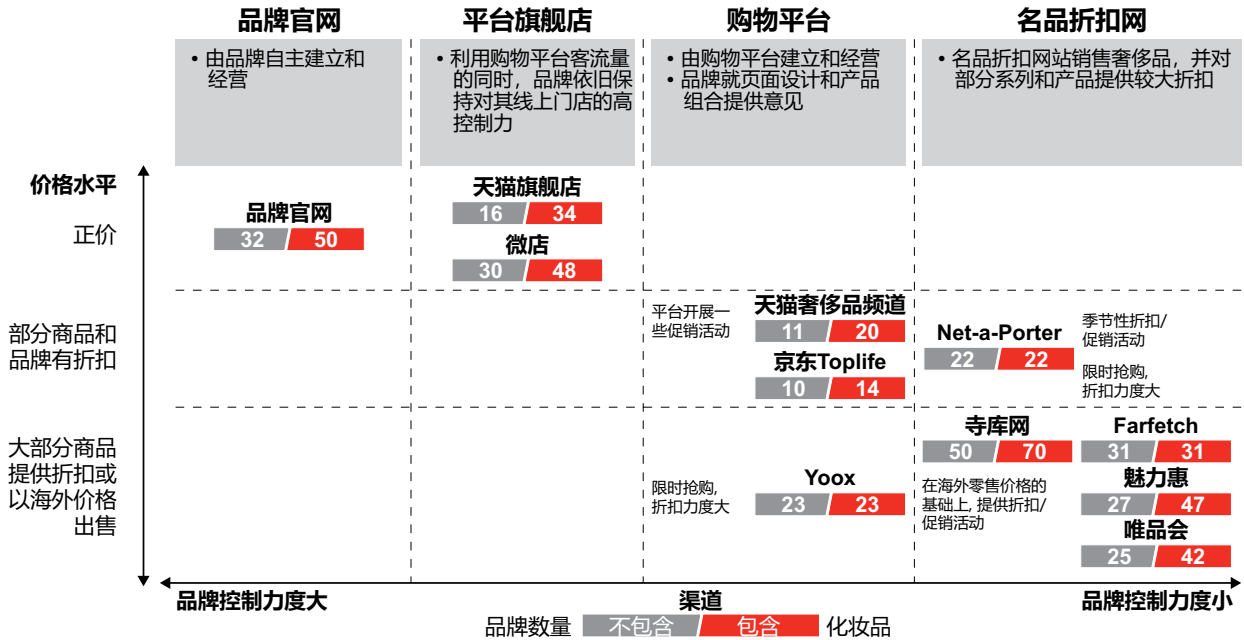 品牌官网
平台旗舰店
购物平台
名品折扣网
• 由品牌自主建立和
经营
• 利用购物平台客流量
的同时，品牌依旧保
持对其线上门店的高
控制力
• 由购物平台建立和经营
• 品牌就页面设计和产品
组合提供意见
• 名品折扣网站销售奢侈品，并对
部分系列和产品提供较大折扣
价格水平
正价
品牌官网
32 50
天猫旗舰店
16 34
微店
30 48
部分商品和
品牌有折扣
平台开展一
些促销活动
天猫奢侈品频道
11 20
京东Toplife
10 14
Net-a-Porter
22 22
季节性折扣/
促销活动
限时抢购,
折扣力度大
大部分商品
提供折扣或
以海外价格
出售
限时抢购,
折扣力度大
Yoox
23 23
寺库网
50 70
在海外零售价格的
基础上, 提供折扣/
促销活动
Farfetch
31 31
魅力惠
27 47
唯品会
25 42
品牌控制力度大
渠道
品牌控制力度小
品牌数量 不包含 包含 化妆品